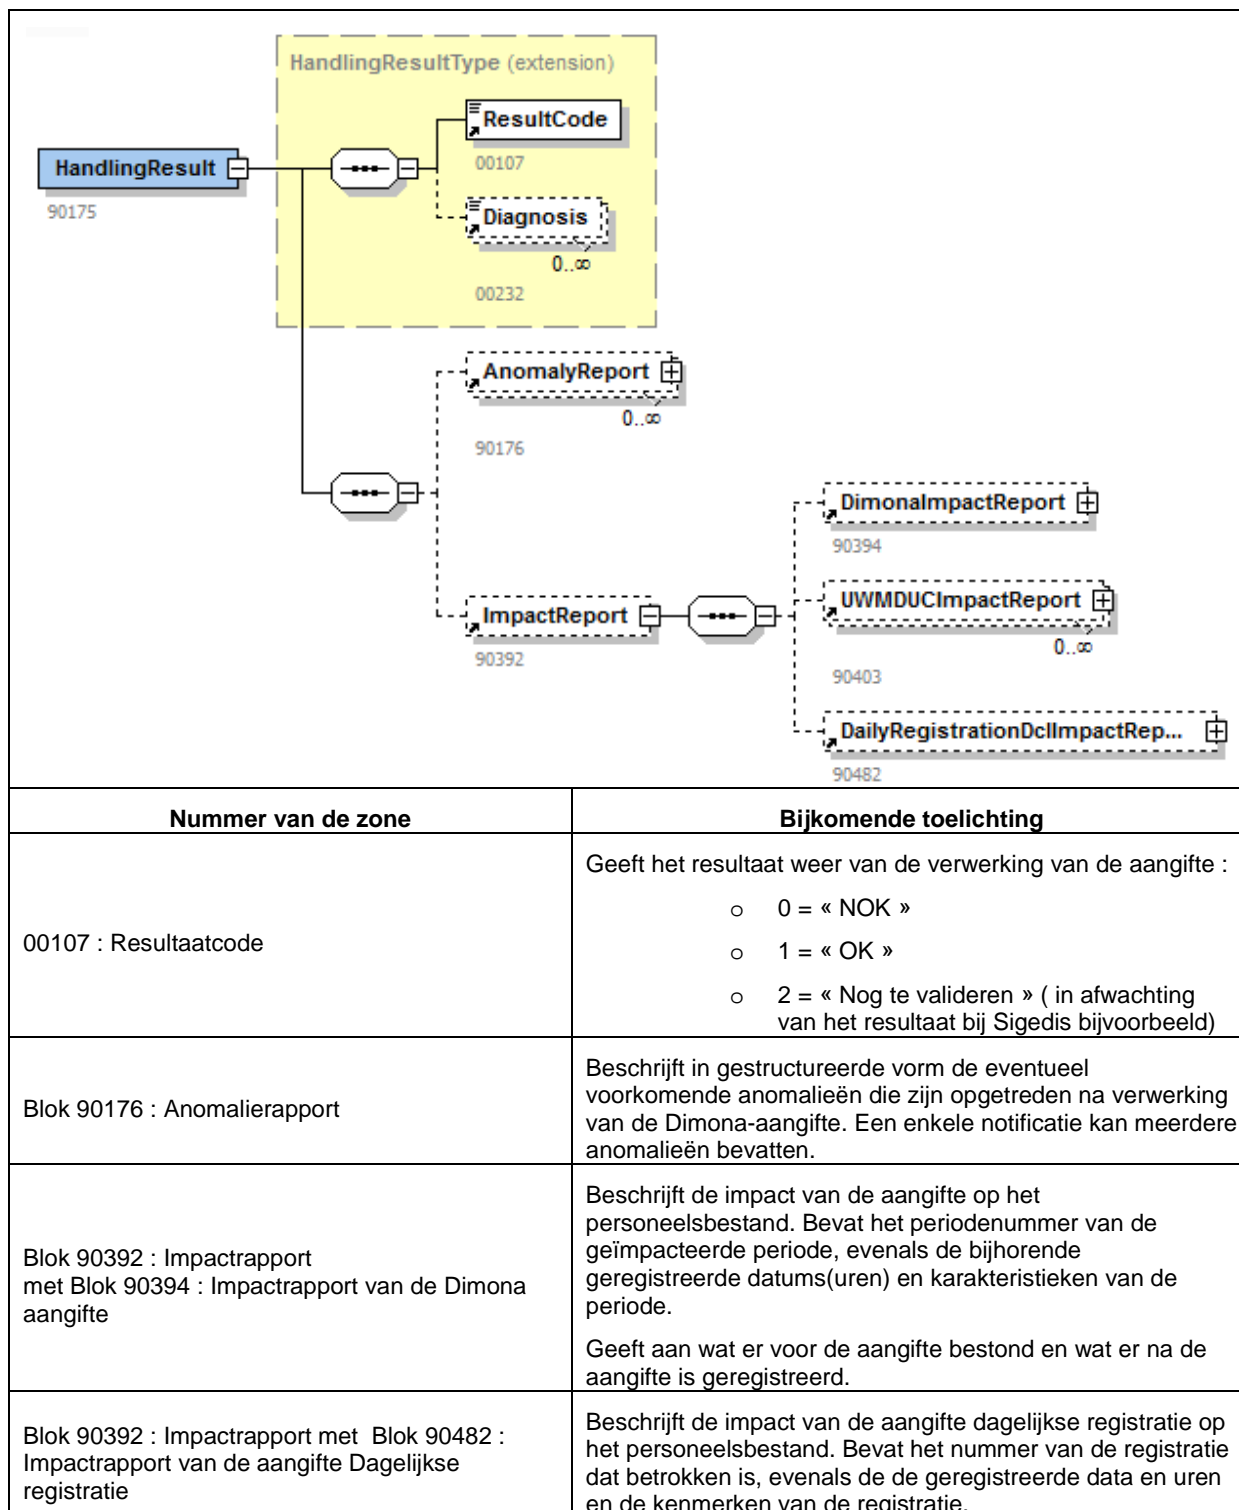 HandlingResultType (extension)
ResultCode
00107
HandlingResult
90175
Diagnosis
0..∞
00232
AnomalyReport
0..∞
90176
DimonaImpactReport
90394
UWMDUCImpactReport
0..∞
90403
ImpactReport
90392
DailyRegistrationDclImpactRep...
90482
Nummer van de zone
Bijkomende toelichting
00107 : Resultaatcode
Geeft het resultaat weer van de verwerking van de aangifte :
o 0 = « NOK »
o 1 = « OK »
o 2 = « Nog te valideren » ( in afwachting
van het resultaat bij Sigedis bijvoorbeeld)
Blok 90176 : Anomalierapport
Beschrijft in gestructureerde vorm de eventueel
voorkomende anomalieën die zijn opgetreden na verwerking
van de Dimona-aangifte. Een enkele notificatie kan meerdere
anomalieën bevatten.
Blok 90392 : Impactrapport
met Blok 90394 : Impactrapport van de Dimona
aangifte
Beschrijft de impact van de aangifte op het
personeelsbestand. Bevat het periodenummer van de
geïmpacteerde periode, evenals de bijhorende
geregistreerde datums(uren) en karakteristieken van de
periode.
Geeft aan wat er voor de aangifte bestond en wat er na de
aangifte is geregistreerd.
Blok 90392 : Impactrapport met Blok 90482 :
Impactrapport van de aangifte Dagelijkse
registratie
Beschrijft de impact van de aangifte dagelijkse registratie op
het personeelsbestand. Bevat het nummer van de registratie
dat betrokken is, evenals de de geregistreerde data en uren
en de kenmerken van de registratie.